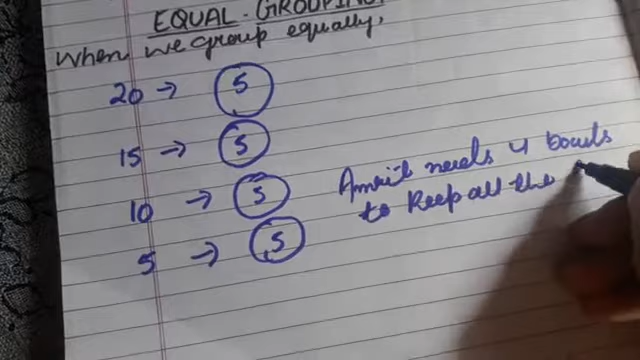 EQUAL-GROUPING.
When we group equally,
20 → 5
15 → 5
10 → 5
5 → 5
Amrit needs 4 bowls
to keep all the